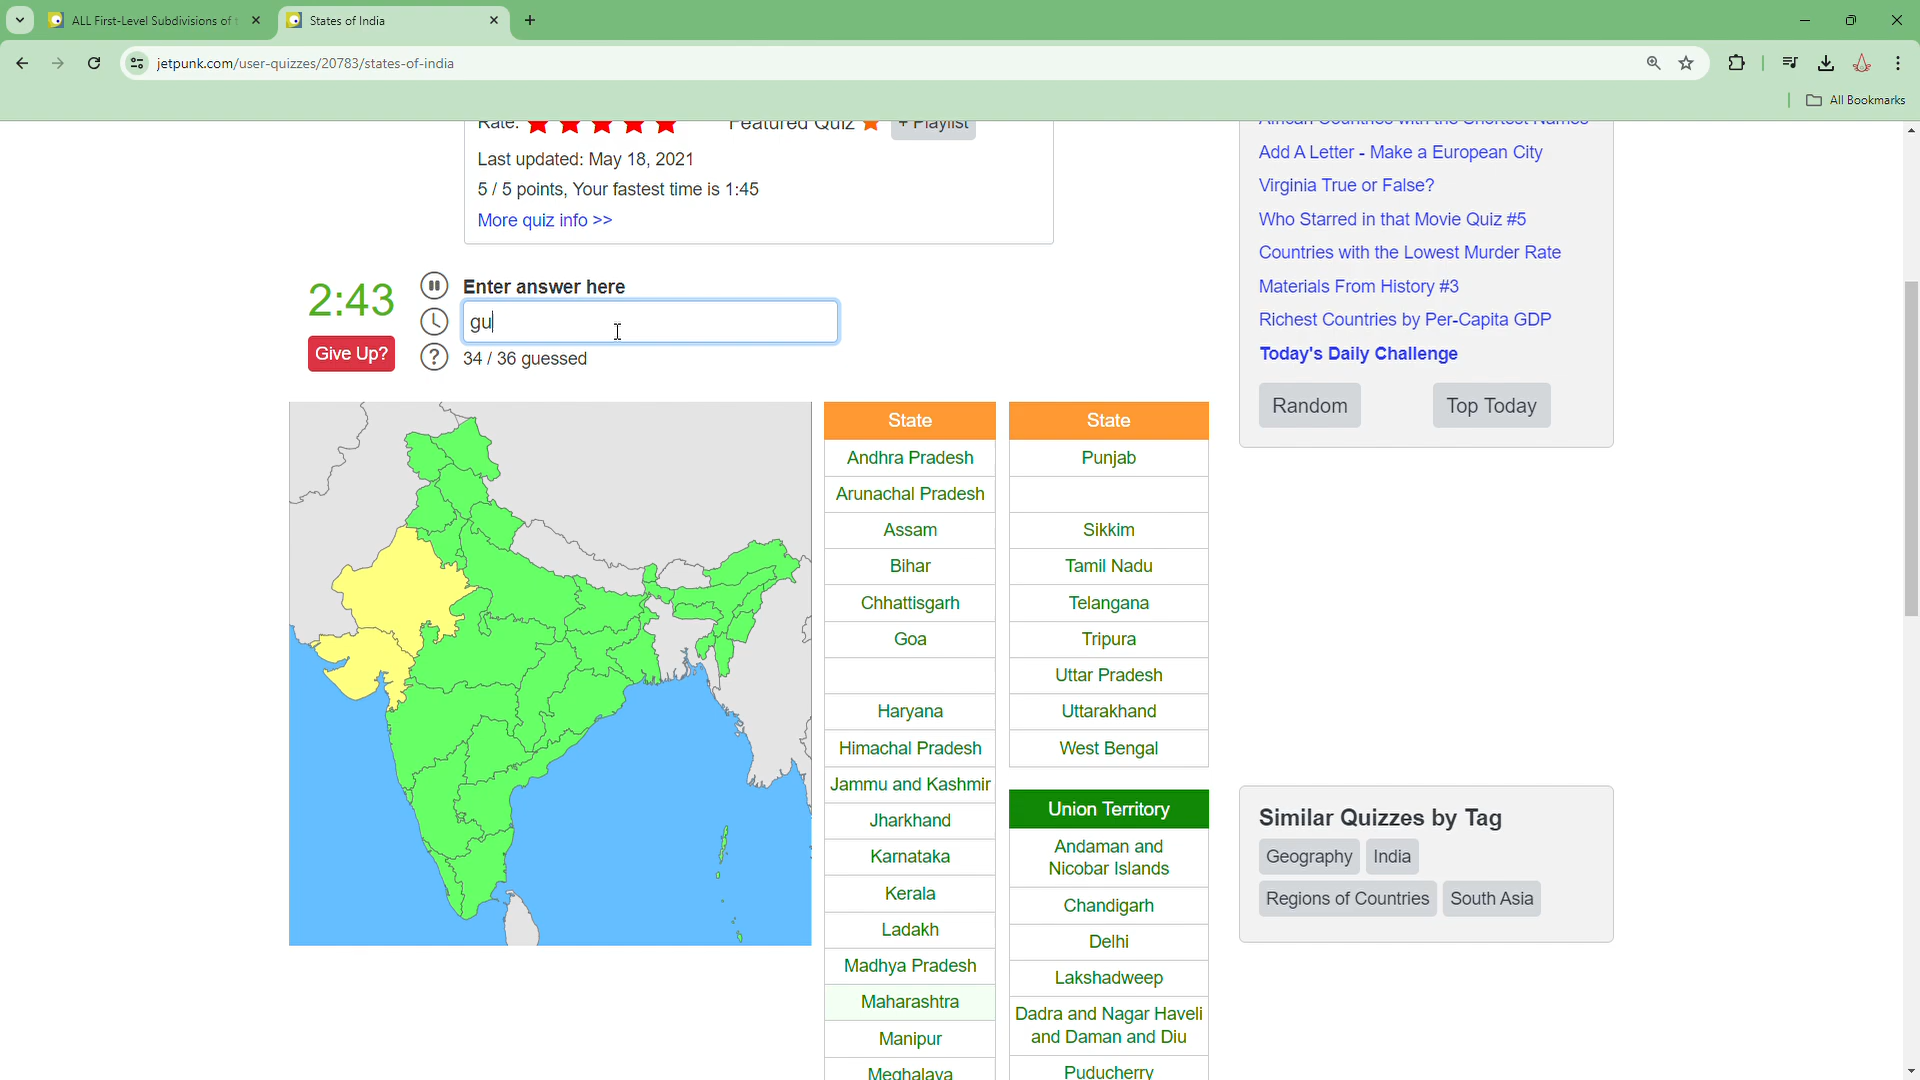 ALL First-Level Subdivisions of t
States of India
jetpunk.com/user-quizzes/20783/states-of-india
All Bookmarks
Rate:
Featured Quiz
+ Playlist
Last updated: May 18, 2021
5 / 5 points, Your fastest time is 1:45
More quiz info >>
2:43
Give Up?
Enter answer here
gu
34 / 36 guessed
State
Andhra Pradesh
Arunachal Pradesh
Assam
Bihar
Chhattisgarh
Goa
Haryana
Himachal Pradesh
Jammu and Kashmir
Jharkhand
Karnataka
Kerala
Ladakh
Madhya Pradesh
Maharashtra
Manipur
Meghalaya
State
Punjab
Sikkim
Tamil Nadu
Telangana
Tripura
Uttar Pradesh
Uttarakhand
West Bengal
Union Territory
Andaman and
Nicobar Islands
Chandigarh
Delhi
Lakshadweep
Dadra and Nagar Haveli
and Daman and Diu
Puducherry
African Countries with the Shortest Names
Add A Letter - Make a European City
Virginia True or False?
Who Starred in that Movie Quiz #5
Countries with the Lowest Murder Rate
Materials From History #3
Richest Countries by Per-Capita GDP
Today's Daily Challenge
Random
Top Today
Similar Quizzes by Tag
Geography
India
Regions of Countries
South Asia